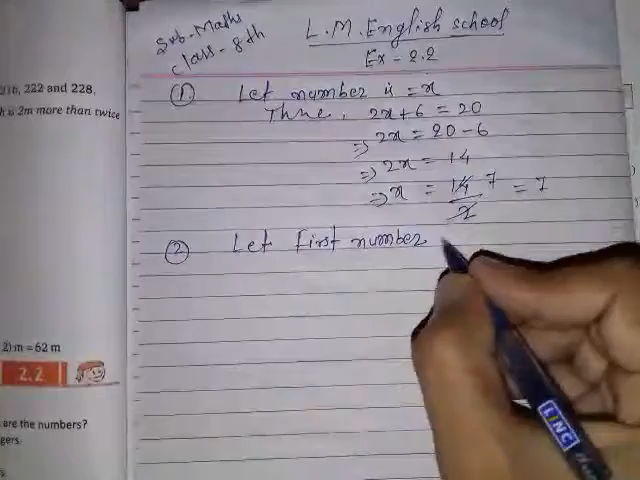 Sub-Maths
Class-8th
L.M. English school
Ex-2.2
216, 222 and 228.
h is 2m more than twice
① Let number is = x
2x+6 = 20
⇒ 2x = 20-6
⇒ 2x = 14
⇒ x = 14/2 7 = 7
② Let first number
2) m = 62 m
2.2
are the numbers?
gers.
LINC